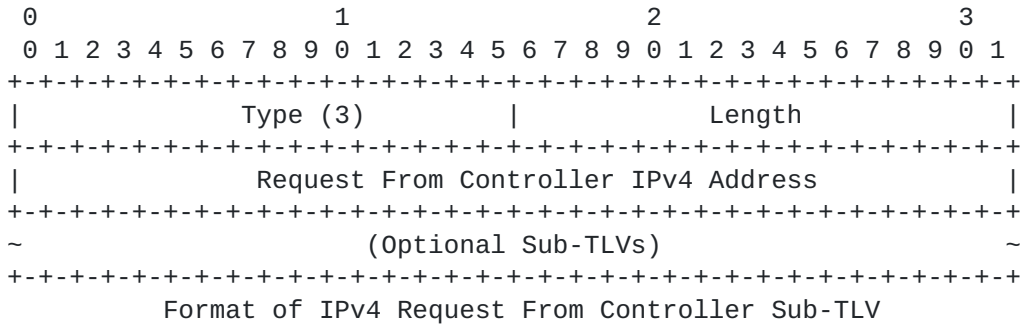 0                   1                   2                   3
 0 1 2 3 4 5 6 7 8 9 0 1 2 3 4 5 6 7 8 9 0 1 2 3 4 5 6 7 8 9 0 1
+-+-+-+-+-+-+-+-+-+-+-+-+-+-+-+-+-+-+-+-+-+-+-+-+-+-+-+-+-+-+-+-+
|              Type (3)         |            Length             |
+-+-+-+-+-+-+-+-+-+-+-+-+-+-+-+-+-+-+-+-+-+-+-+-+-+-+-+-+-+-+-+-+
|               Request From Controller IPv4 Address            |
+-+-+-+-+-+-+-+-+-+-+-+-+-+-+-+-+-+-+-+-+-+-+-+-+-+-+-+-+-+-+-+-+
~                      (Optional Sub-TLVs)                      ~
+-+-+-+-+-+-+-+-+-+-+-+-+-+-+-+-+-+-+-+-+-+-+-+-+-+-+-+-+-+-+-+-+
          Format of IPv4 Request From Controller Sub-TLV